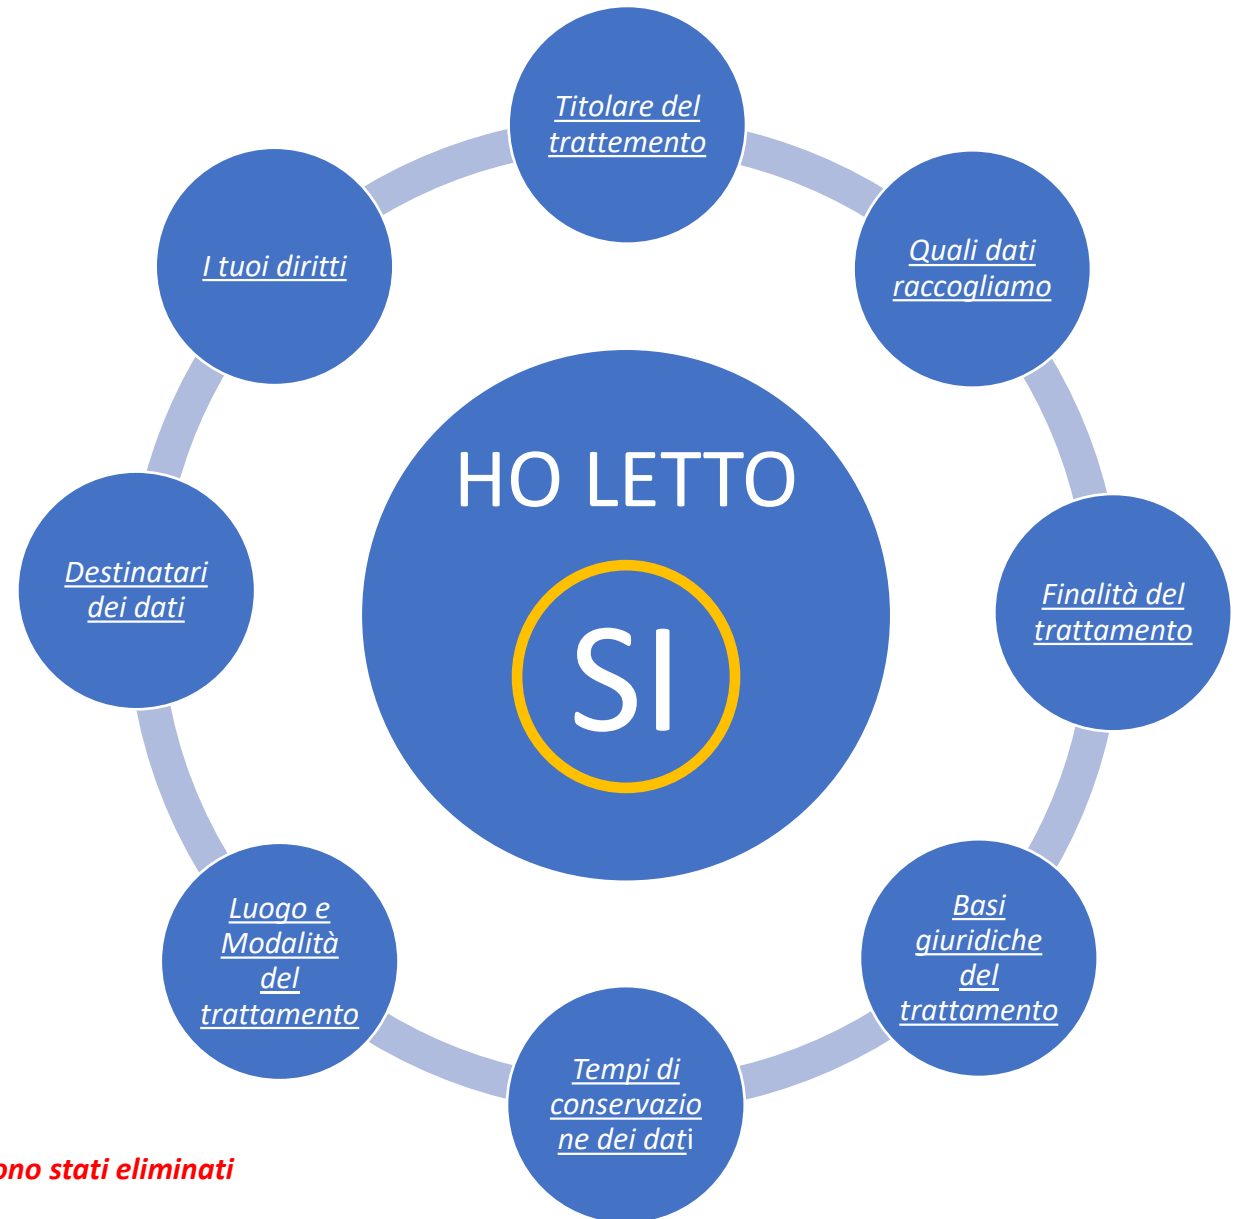 Titolare del
trattemento
Quali dati
raccogliamo
I tuoi diritti
HO LETTO
SI
Destinatari
dei dati
Finalità del
trattamento
Luogo e
Modalità
del
trattamento
Basi
giuridiche
del
trattamento
Tempi di
conservazio
ne dei dati
ono stati eliminati